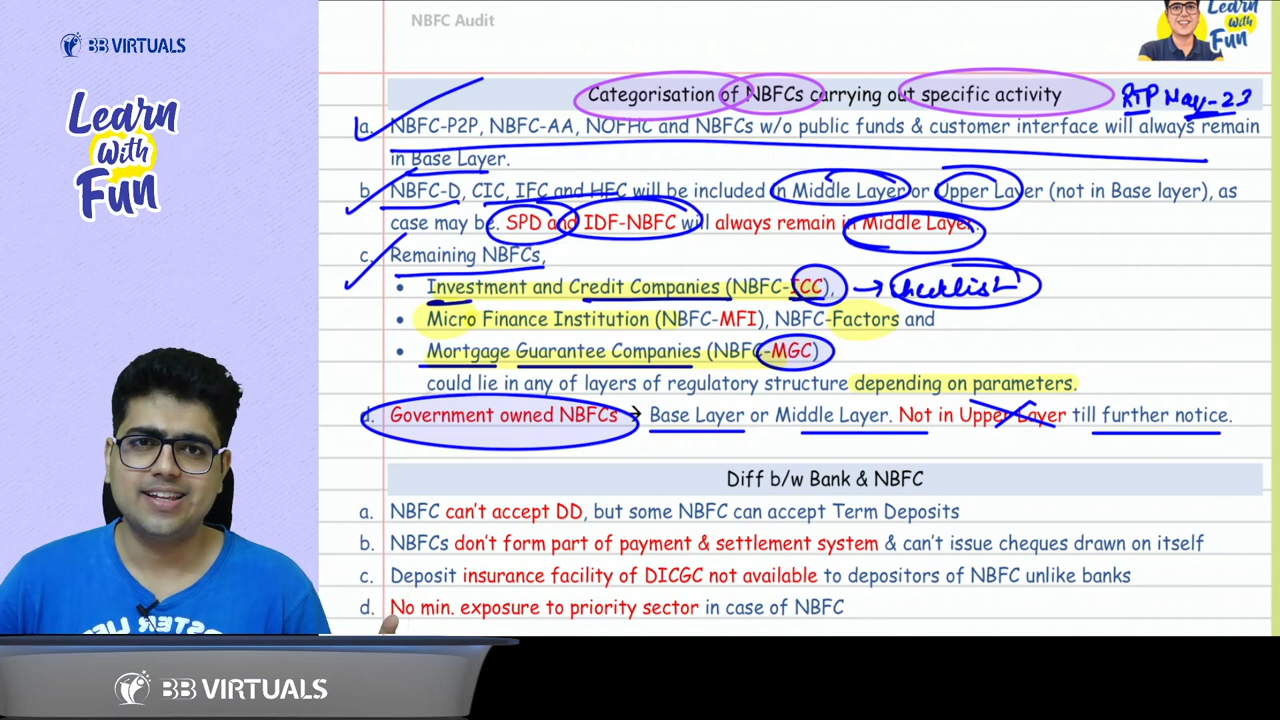 BB VIRTUALS
Learn
With
Fun
NBFC Audit
Learn
With
Fun
Categorisation of NBFCs carrying out specific activity
RTP May-23
a. NBFC-P2P, NBFC-AA, NOFHC and NBFCs w/o public funds & customer interface will always remain
in Base Layer.
b. NBFC-D, CIC, IFC and HFC will be included in Middle Layer or Upper Layer (not in Base layer), as
case may be. SPD and IDF-NBFC will always remain in Middle Layer.
c. Remaining NBFCs,
• Investment and Credit Companies (NBFC-ICC), → Checklist
• Micro Finance Institution (NBFC-MFI), NBFC-Factors and
• Mortgage Guarantee Companies (NBFC-MGC)
could lie in any of layers of regulatory structure depending on parameters.
d. Government owned NBFCs → Base Layer or Middle Layer. Not in Upper Layer till further notice.
Diff b/w Bank & NBFC
a. NBFC can't accept DD, but some NBFC can accept Term Deposits
b. NBFCs don't form part of payment & settlement system & can't issue cheques drawn on itself
c. Deposit insurance facility of DICGC not available to depositors of NBFC unlike banks
d. No min. exposure to priority sector in case of NBFC
BB VIRTUALS